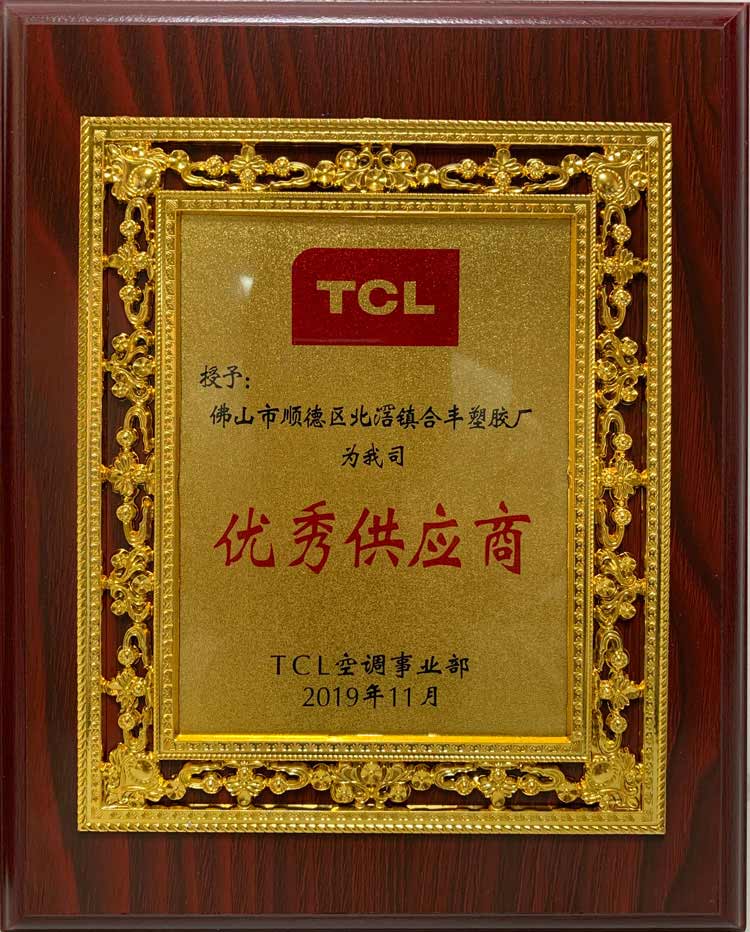 TCL
授予：
佛山市顺德区北滘镇合丰塑胶厂
为我司
优秀供应商
TCL空调事业部
2019年11月